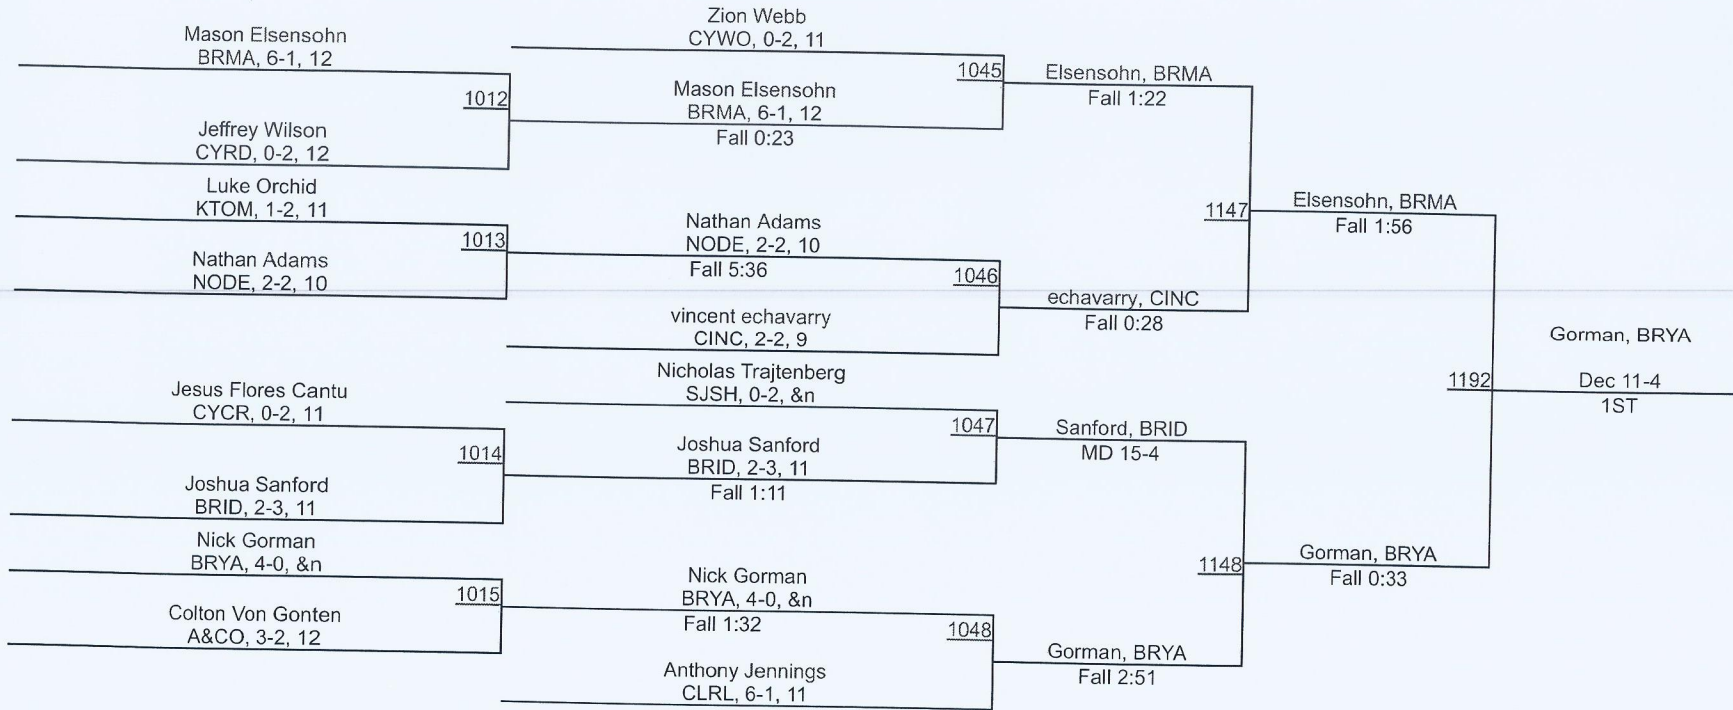 Mason Elsensohn
BRMA, 6-1, 12
1012
Jeffrey Wilson
CYRD, 0-2, 12
Luke Orchid
KTOM, 1-2, 11
1013
Nathan Adams
NODE, 2-2, 10
Jesus Flores Cantu
CYCR, 0-2, 11
1014
Joshua Sanford
BRID, 2-3, 11
Nick Gorman
BRYA, 4-0, &n
1015
Colton Von Gonten
A&CO, 3-2, 12
Zion Webb
CYWO, 0-2, 11
1045
Mason Elsensohn
BRMA, 6-1, 12
Fall 0:23
Nathan Adams
NODE, 2-2, 10
Fall 5:36
1046
vincent echavarry
CINC, 2-2, 9
Nicholas Trajtenberg
SJSH, 0-2, &n
1047
Joshua Sanford
BRID, 2-3, 11
Fall 1:11
Nick Gorman
BRYA, 4-0, &n
Fall 1:32
1048
Anthony Jennings
CLRL, 6-1, 11
Elsensohn, BRMA
Fall 1:22
1147
echavarry, CINC
Fall 0:28
Sanford, BRID
MD 15-4
1148
Gorman, BRYA
Fall 2:51
Elsensohn, BRMA
Fall 1:56
1192
Gorman, BRYA
Fall 0:33
Gorman, BRYA
Dec 11-4
1ST